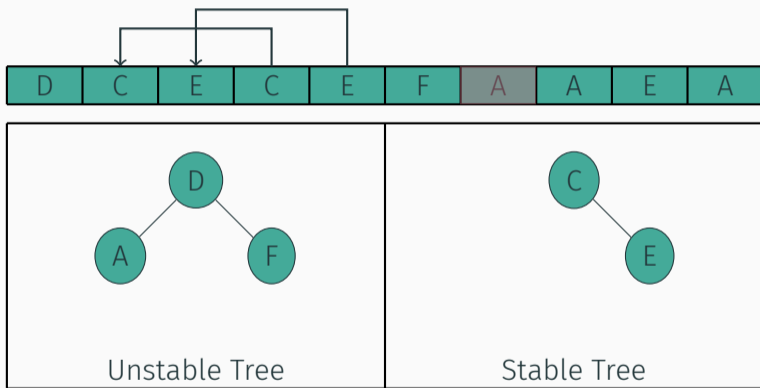 D C E C E F A A E A
D
C
A F
E
Unstable Tree
Stable Tree